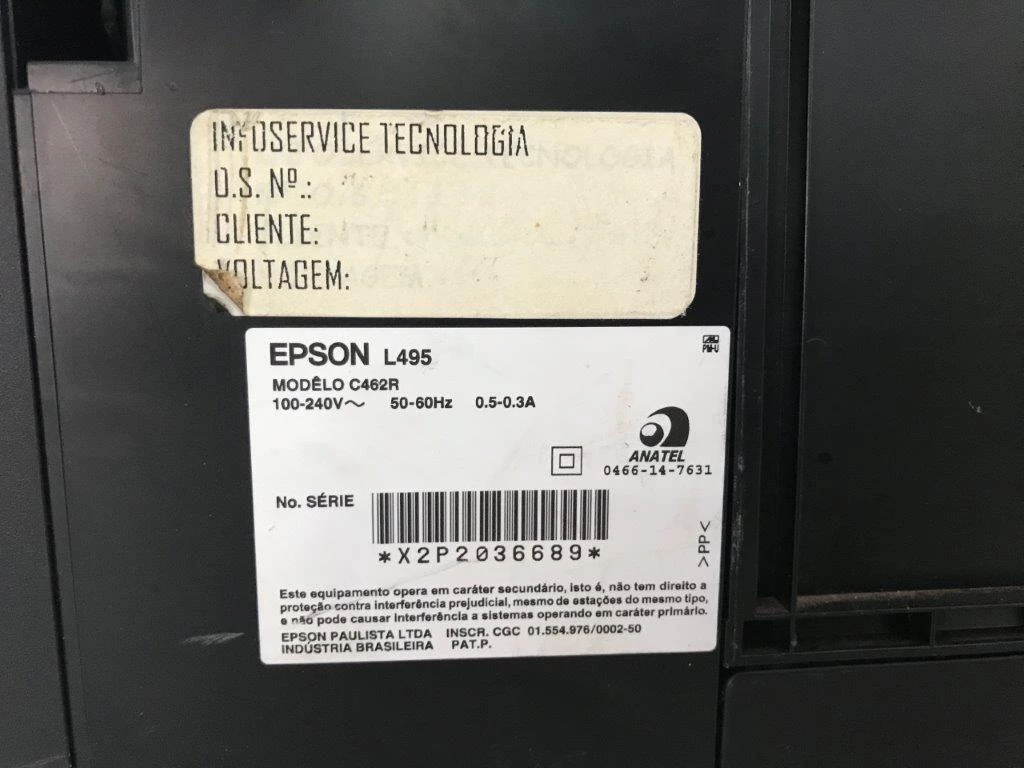 INFOSERVICE TECNOLOGIA
O.S. Nº.:
CLIENTE:
VOLTAGEM:
EPSON L495
MODÊLO C462R
100-240V~ 50-60Hz 0.5-0.3A
PM-U
ANATEL
0466-14-7631
No. SÉRIE
*X2P2036689*
>PP<
Este equipamento opera em caráter secundário, isto é, não tem direito a
proteção contra interferência prejudicial, mesmo de estações do mesmo tipo,
e não pode causar interferência a sistemas operando em caráter primário.
EPSON PAULISTA LTDA INSCR. CGC 01.554.976/0002-50
INDÚSTRIA BRASILEIRA PAT.P.